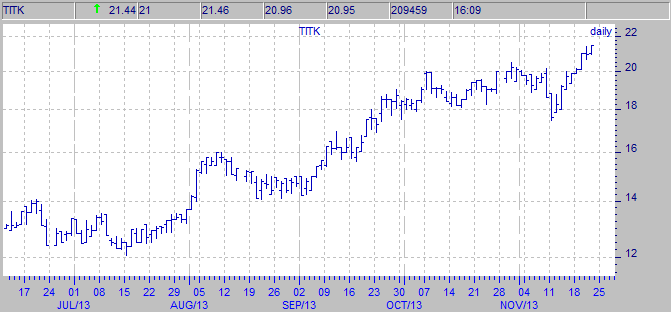 TITK 21.44 21 21.46 20.96 20.95 209459 16:09
TITK daily
22
20
18
16
14
12
17 24 01 08 15 22 29 05 12 19 26 02 09 16 23 30 07 14 21 28 04 11 18 25
JUL/13 AUG/13 SEP/13 OCT/13 NOV/13